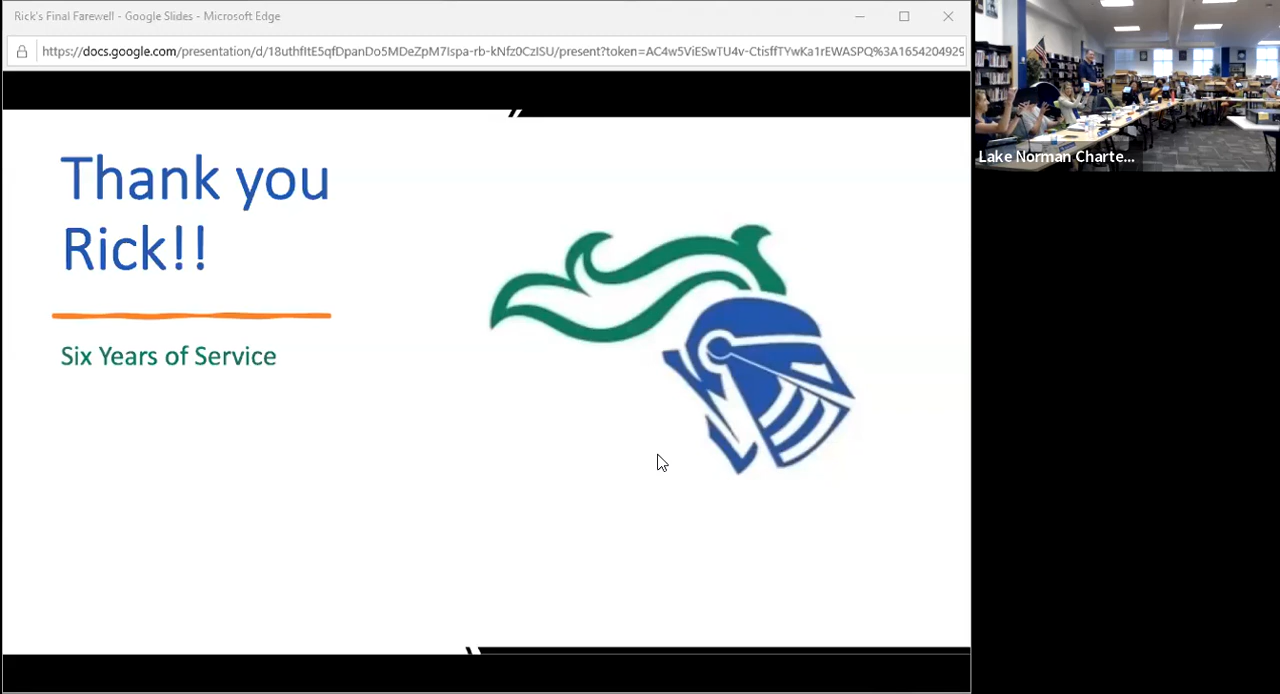 Rick's Final Farewell - Google Slides - Microsoft Edge
https://docs.google.com/presentation/d/18uthfItE5qfDpanDo5MDeZpM7Ispa-rb-kNfz0CzISU/present?token=AC4w5ViESwTU4v-CtisffTYwKa1rEWASPQ%3A1654204929
Thank you
Rick!!
Six Years of Service
Lake Norman Charte...